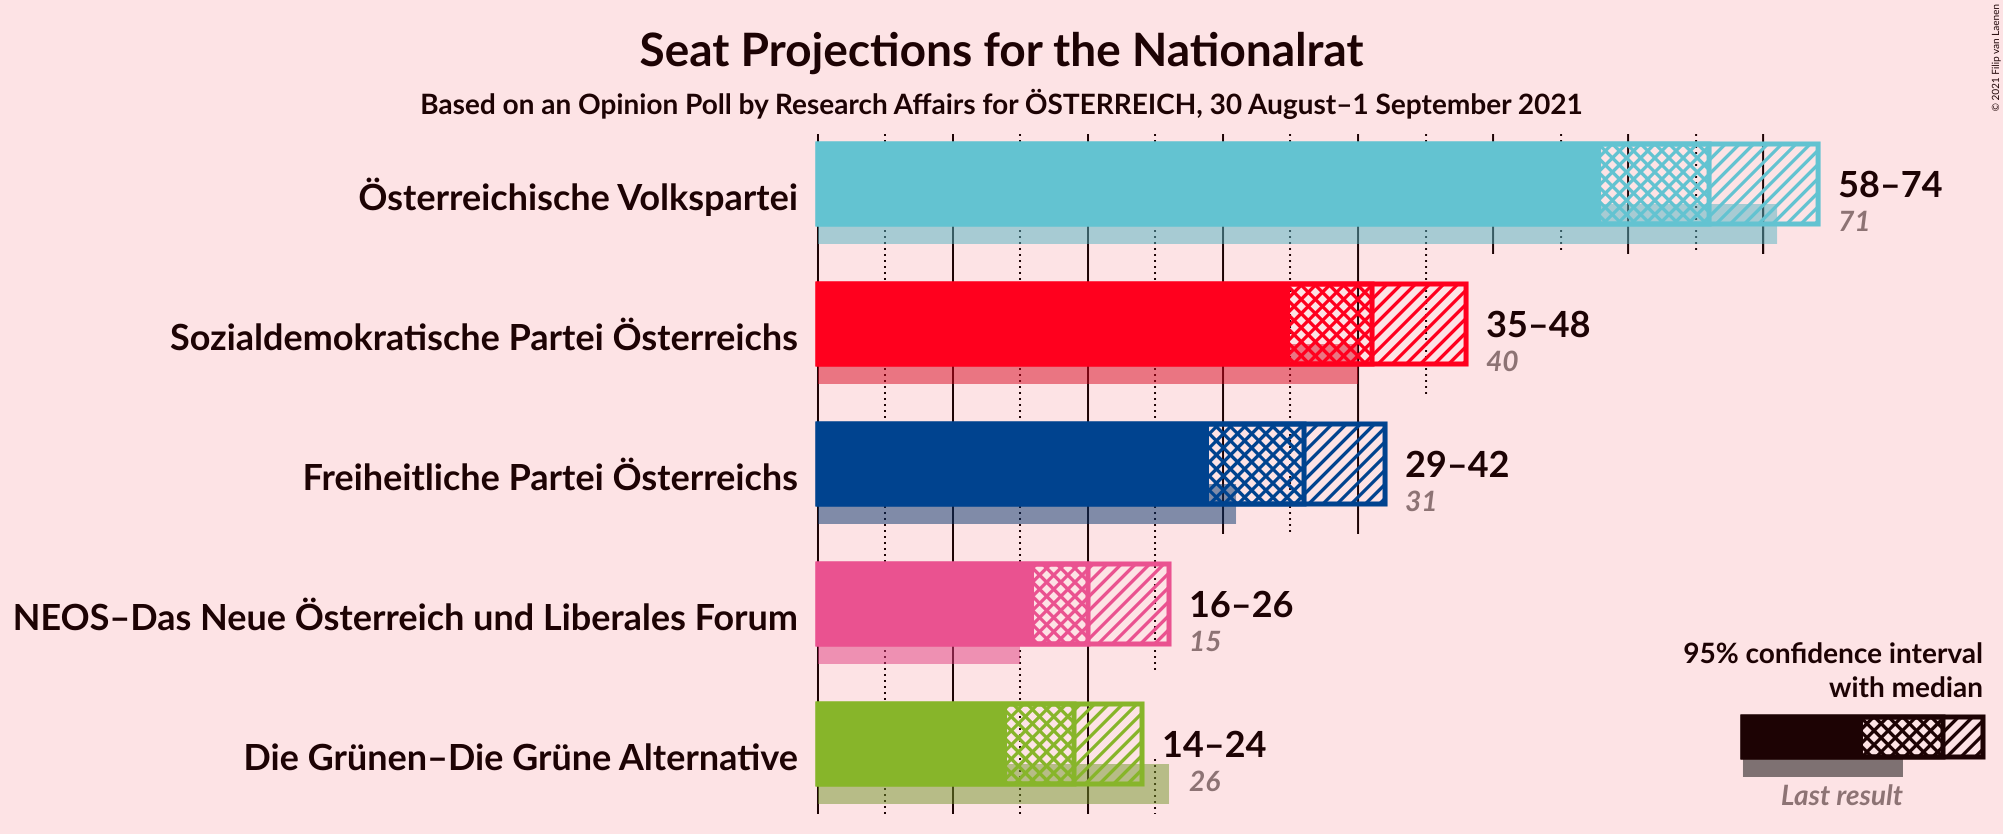 Seat Projections for the Nationalrat
Based on an Opinion Poll by Research Affairs for ÖSTERREICH, 30 August–1 September 2021
© 2021 Filip van Laenen
Österreichische Volkspartei
58–74
71
Sozialdemokratische Partei Österreichs
35–48
40
Freiheitliche Partei Österreichs
29–42
31
NEOS–Das Neue Österreich und Liberales Forum
16–26
15
Die Grünen–Die Grüne Alternative
14–24
26
95% confidence interval
with median
Last result